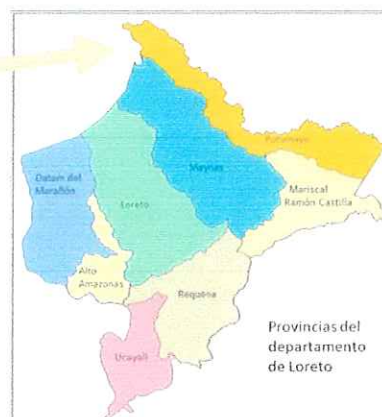 Putumayo
Maynas
Datem del
Marañón
Mariscal
Ramón Castilla
Loreto
Alto
Amazonas
Requena
Ucayali
Provincias del
departamento
de Loreto